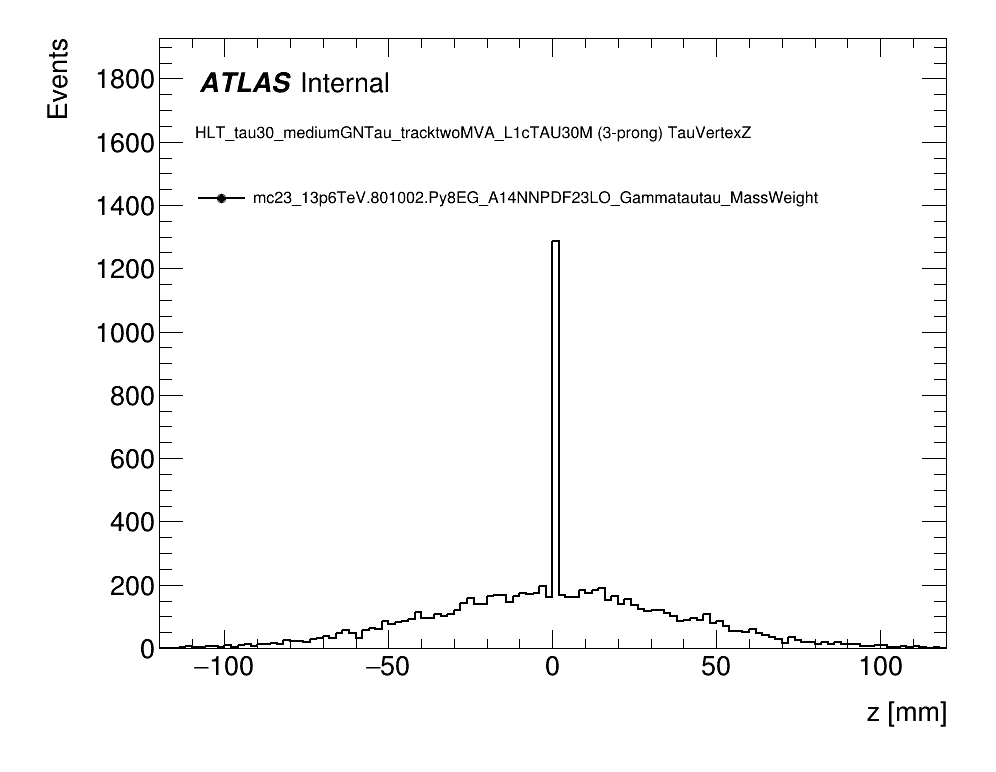 Events
1800
1600
1400
1200
1000
800
600
400
200
0
ATLAS Internal
HLT_tau30_mediumGNTau_tracktwoMVA_L1cTAU30M (3-prong) TauVertexZ
mc23_13p6TeV.801002.Py8EG_A14NNPDF23LO_Gammatautau_MassWeight
−100 −50 0 50 100
z [mm]